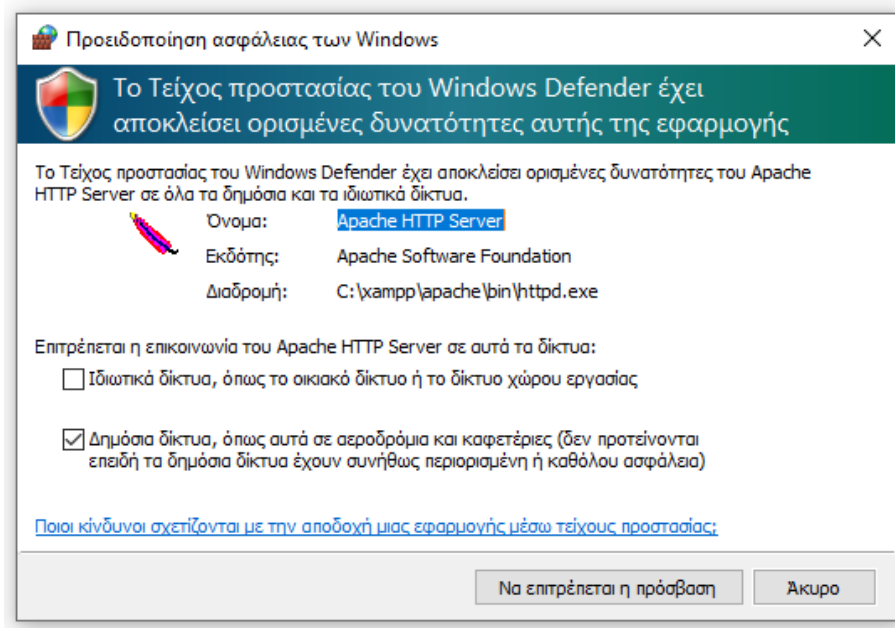 Προειδοποίηση ασφάλειας των Windows
Το Τείχος προστασίας του Windows Defender έχει
αποκλείσει ορισμένες δυνατότητες αυτής της εφαρμογής
Το Τείχος προστασίας του Windows Defender έχει αποκλείσει ορισμένες δυνατότητες του Apache
HTTP Server σε όλα τα δημόσια και τα ιδιωτικά δίκτυα.
Όνομα: Apache HTTP Server
Εκδότης: Apache Software Foundation
Διαδρομή: C:\xampp\apache\bin\httpd.exe
Επιτρέπεται η επικοινωνία του Apache HTTP Server σε αυτά τα δίκτυα:
Ιδιωτικά δίκτυα, όπως το οικιακό δίκτυο ή το δίκτυο χώρου εργασίας
Δημόσια δίκτυα, όπως αυτά σε αεροδρόμια και καφετέριες (δεν προτείνονται
επειδή τα δημόσια δίκτυα έχουν συνήθως περιορισμένη ή καθόλου ασφάλεια)
Ποιοι κίνδυνοι σχετίζονται με την αποδοχή μιας εφαρμογής μέσω τείχους προστασίας;
Να επιτρέπεται η πρόσβαση Άκυρο